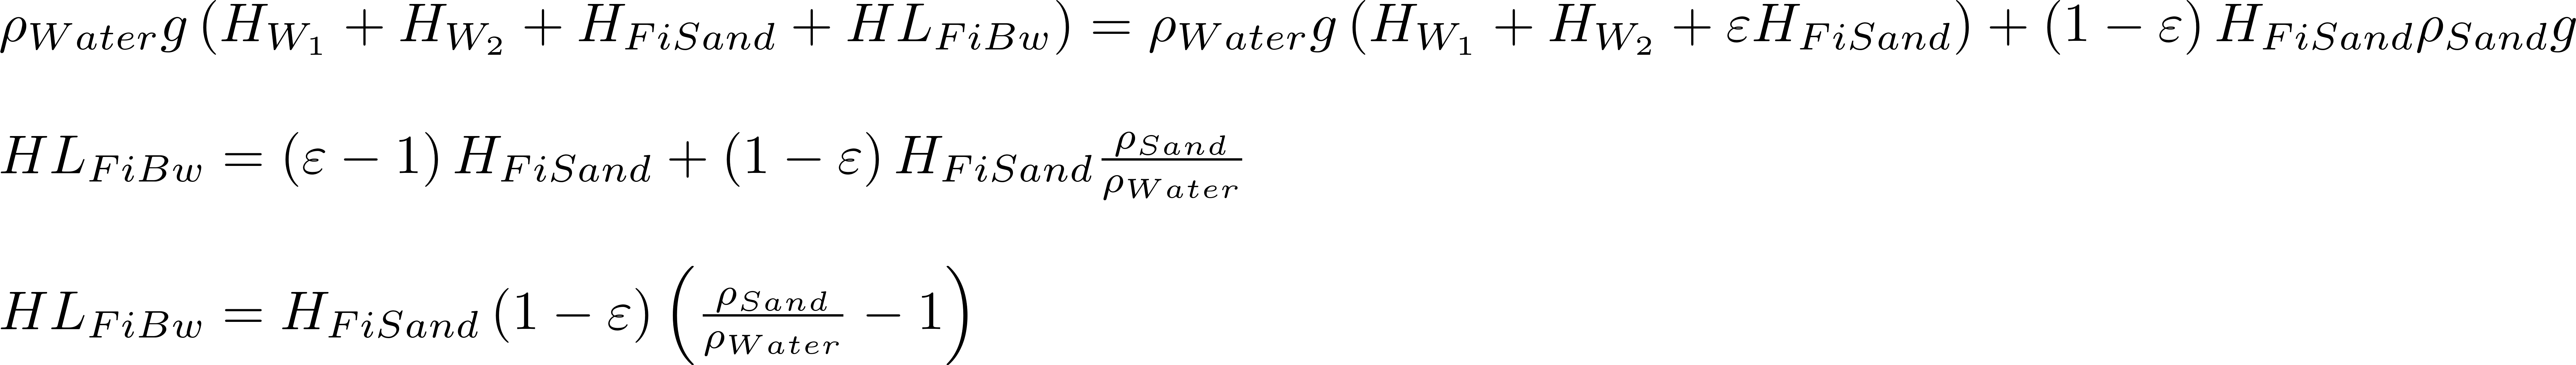 ρ_{Water} g (H_{W_1} + H_{W_2} + H_{FiSand} + HL_{FiBw}) = ρ_{Water} g (H_{W_1} + H_{W_2} + εH_{FiSand}) + (1 − ε) H_{FiSand} ρ_{Sand} g
HL_{FiBw} = (ε − 1) H_{FiSand} + (1 − ε) H_{FiSand} \frac{ρ_{Sand}}{ρ_{Water}}
HL_{FiBw} = H_{FiSand} (1 − ε) (\frac{ρ_{Sand}}{ρ_{Water}} − 1)